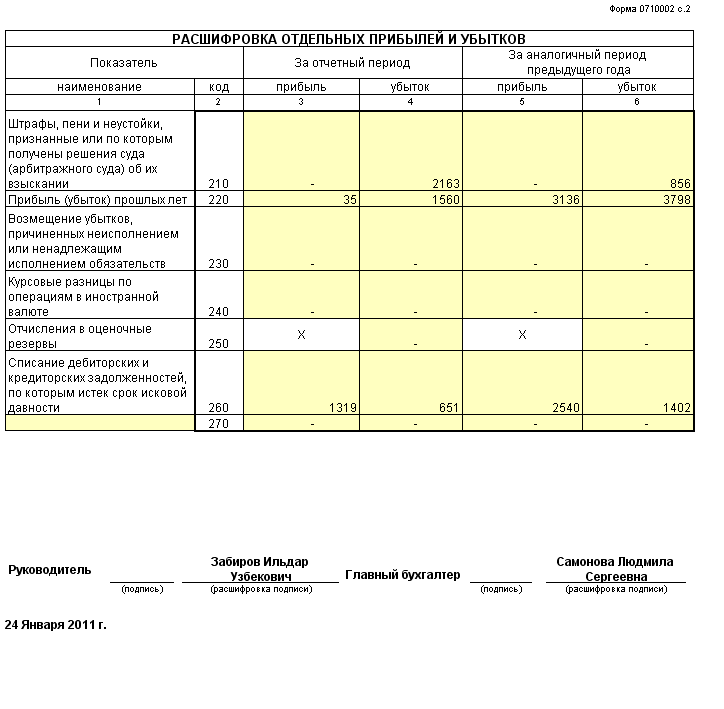 Форма 0710002 с.2
РАСШИФРОВКА ОТДЕЛЬНЫХ ПРИБЫЛЕЙ И УБЫТКОВ
Показатель За отчетный период За аналогичный период
предыдущего года
наименование код прибыль убыток прибыль убыток
1 2 3 4 5 6
Штрафы, пени и неустойки,
признанные или по которым
получены решения суда
(арбитражного суда) об их
взыскании 210 - 2163 - 856
Прибыль (убыток) прошлых лет 220 35 1560 3136 3798
Возмещение убытков,
причиненных неисполнением
или ненадлежащим
исполнением обязательств 230 - - - -
Курсовые разницы по
операциям в иностранной
валюте 240 - - - -
Отчисления в оценочные
резервы 250 X - X -
Списание дебиторских и
кредиторских задолженностей,
по которым истек срок исковой
давности 260 1319 651 2540 1402
270 - - - -
Руководитель Забиров Ильдар Узбекович Главный бухгалтер Самонова Людмила Сергеевна
(подпись) (расшифровка подписи) (подпись) (расшифровка подписи)
24 Января 2011 г.